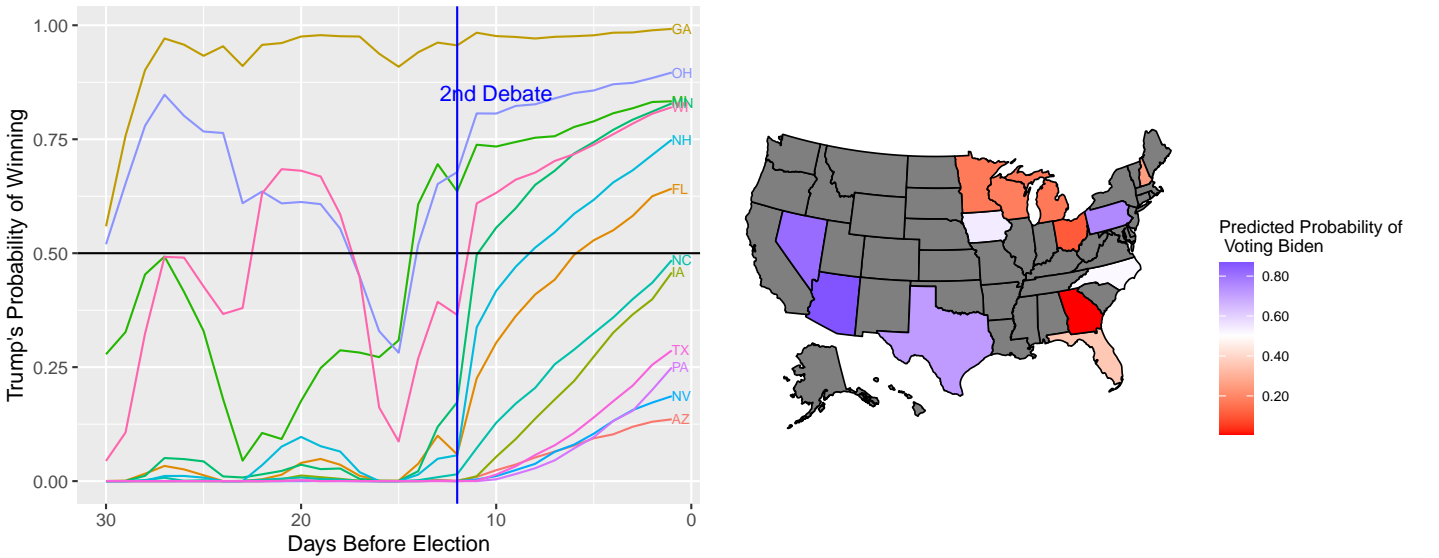 Trump's Probability of Winning
1.00
0.75
0.50
0.25
0.00
2nd Debate
GA
OH
MI
MN
WI
NH
FL
NC
IA
TX
PA
NV
AZ
30
20
10
0
Days Before Election
Predicted Probability of
Voting Biden
0.80
0.60
0.40
0.20